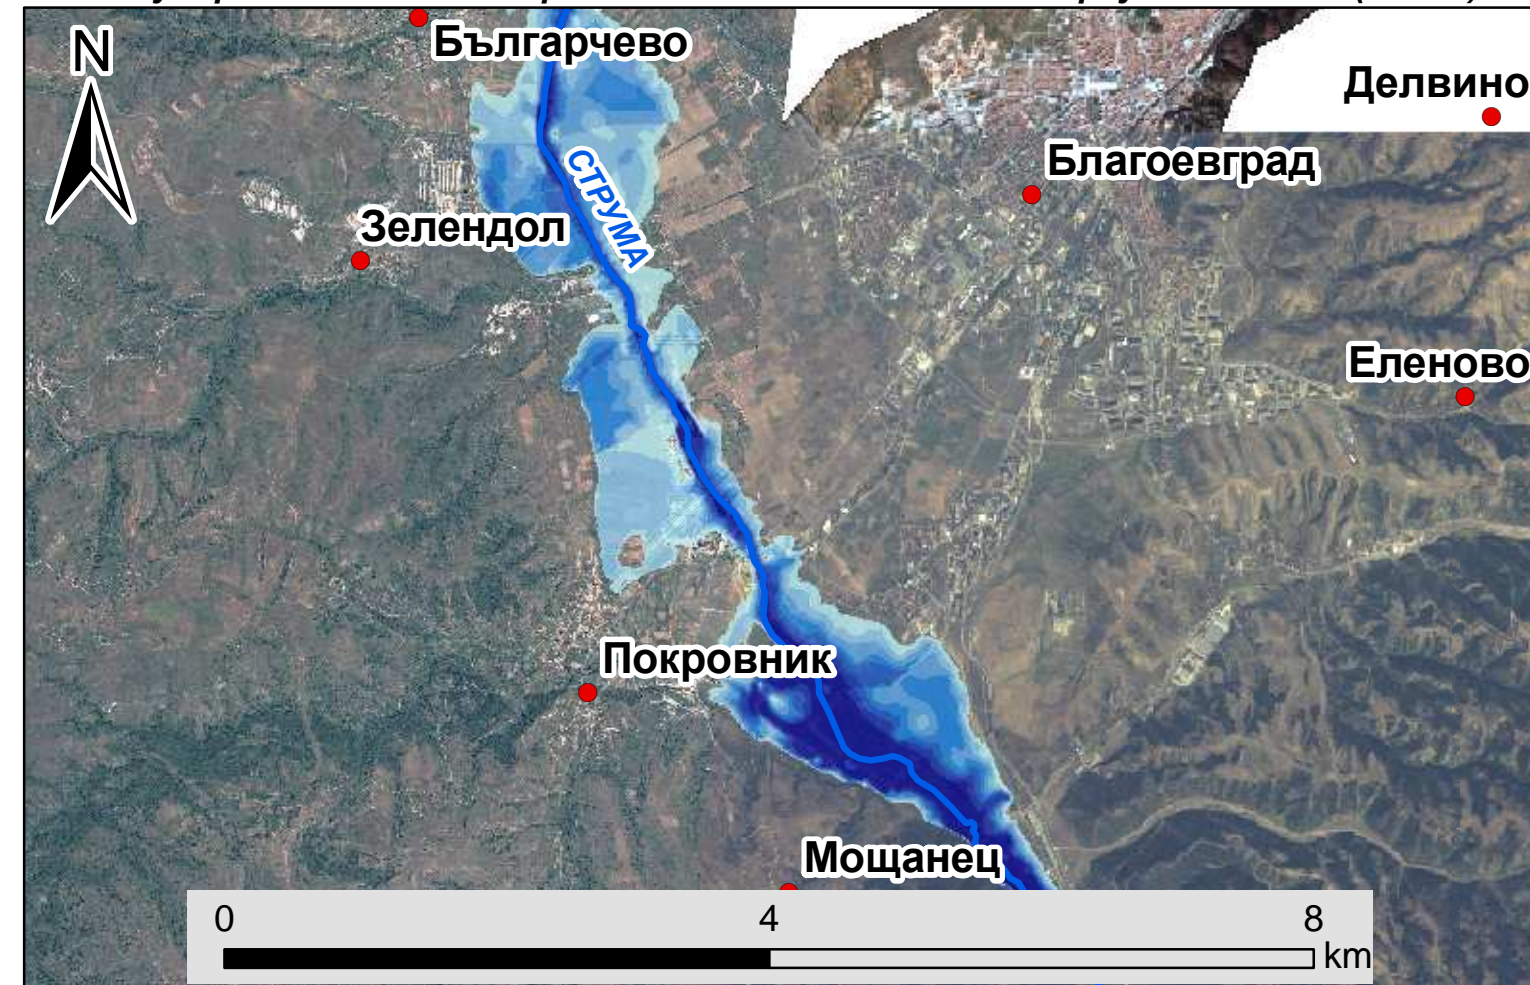 N
Българчево
Делвино
Благоевград
СТРУМА
Зелендол
Еленово
Покровник
Мощанец
0 4 8
km